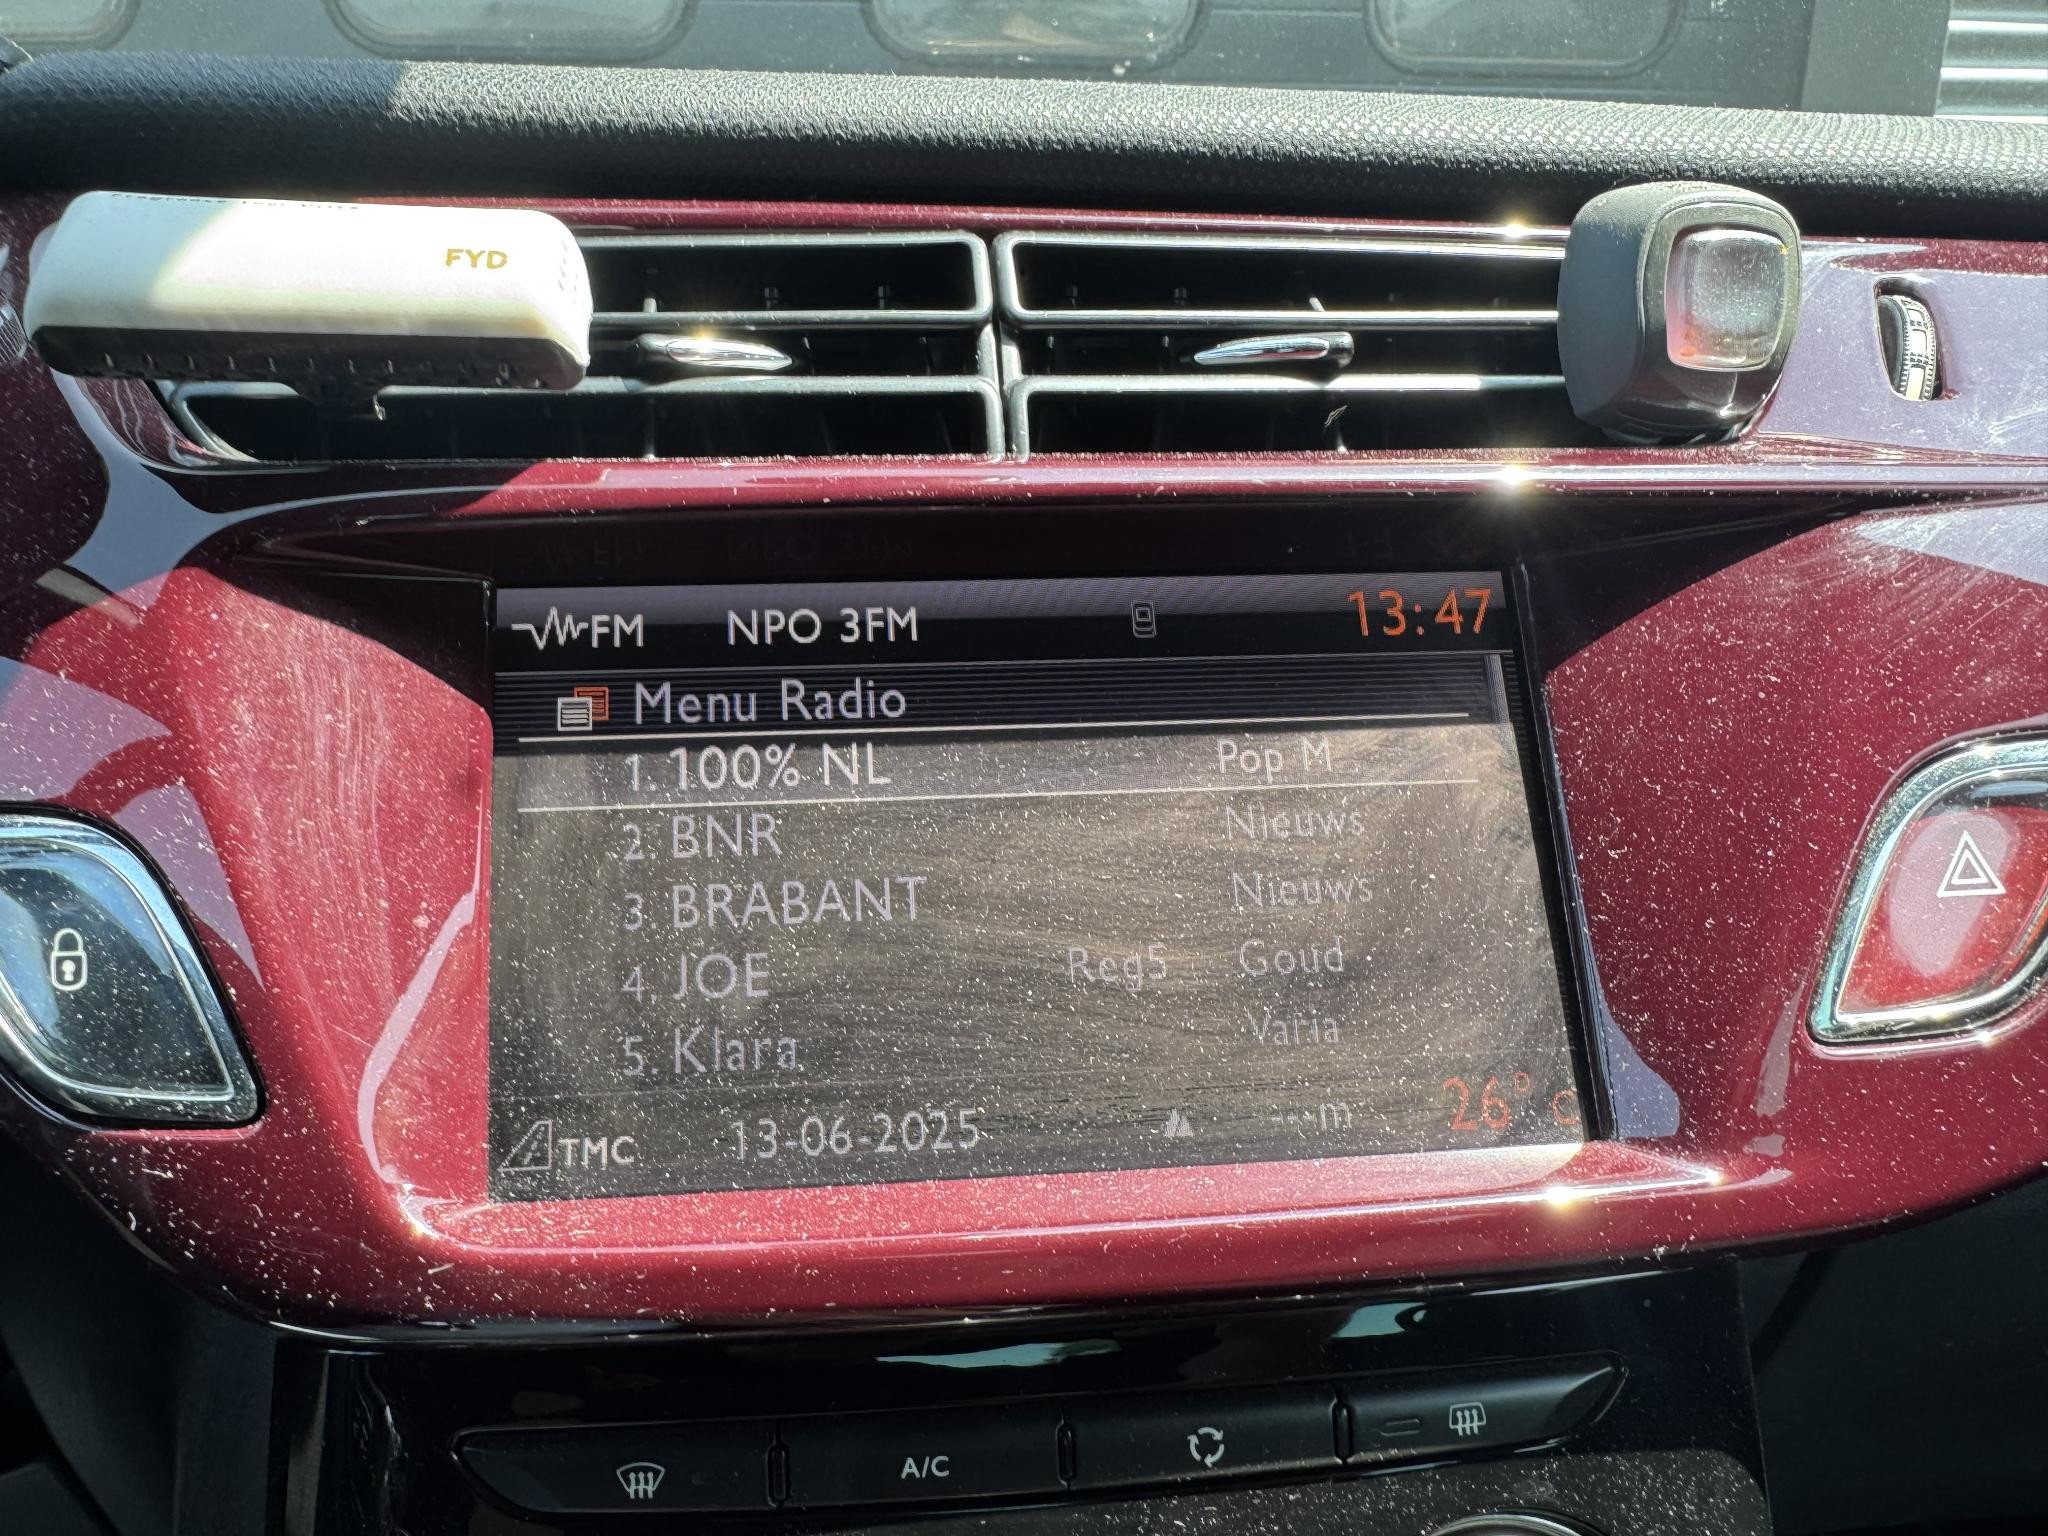 FYD
FM NPO 3FM 13:47
Menu Radio
1. 100% NL Pop M
2. BNR Nieuws
3. BRABANT Nieuws
4. JOE Reg5 Goud
5. Klara Varia
TMC 13-06-2025 ---m 26° C
A/C